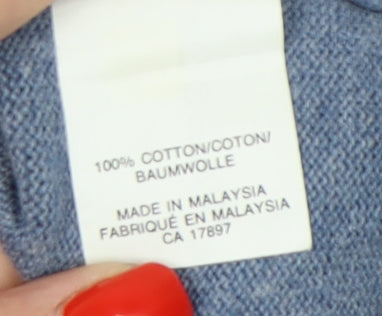 100% COTTON/COTON/
BAUMWOLLE
MADE IN MALAYSIA
FABRIQUÉ EN MALAYSIA
CA 17897